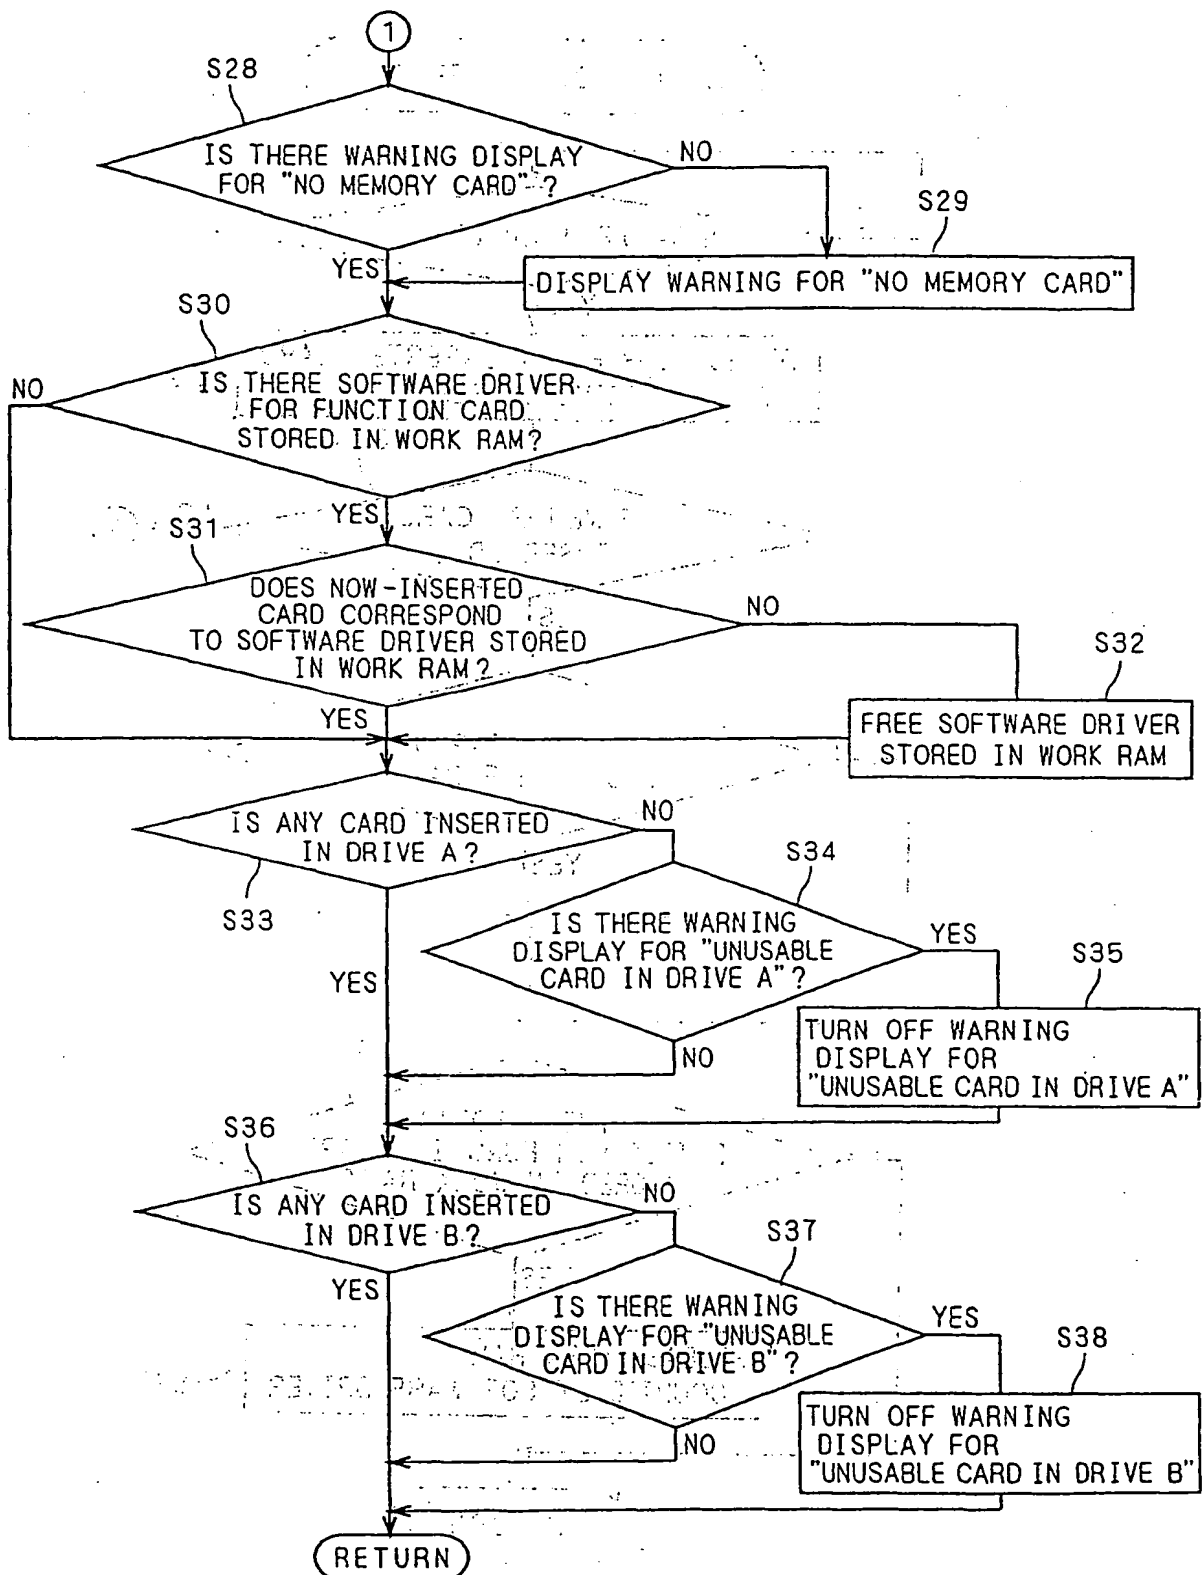 1
S28
IS THERE WARNING DISPLAY
FOR "NO MEMORY CARD" ?
NO
S29
YES
DISPLAY WARNING FOR "NO MEMORY CARD"
S30
NO
IS THERE SOFTWARE DRIVER
FOR FUNCTION CARD
STORED IN WORK RAM?
YES
S31
DOES NOW-INSERTED
CARD CORRESPOND
TO SOFTWARE DRIVER STORED
IN WORK RAM?
NO
S32
YES
FREE SOFTWARE DRIVER
STORED IN WORK RAM
IS ANY CARD INSERTED
IN DRIVE A?
NO
S33
S34
IS THERE WARNING
DISPLAY FOR "UNUSABLE
CARD IN DRIVE A"?
YES
S35
YES
NO
TURN OFF WARNING
DISPLAY FOR
"UNUSABLE CARD IN DRIVE A"
S36
IS ANY CARD INSERTED
IN DRIVE B?
NO
S37
YES
IS THERE WARNING
DISPLAY FOR "UNUSABLE
CARD IN DRIVE B"?
YES
S38
NO
TURN OFF WARNING
DISPLAY FOR
"UNUSABLE CARD IN DRIVE B"
RETURN